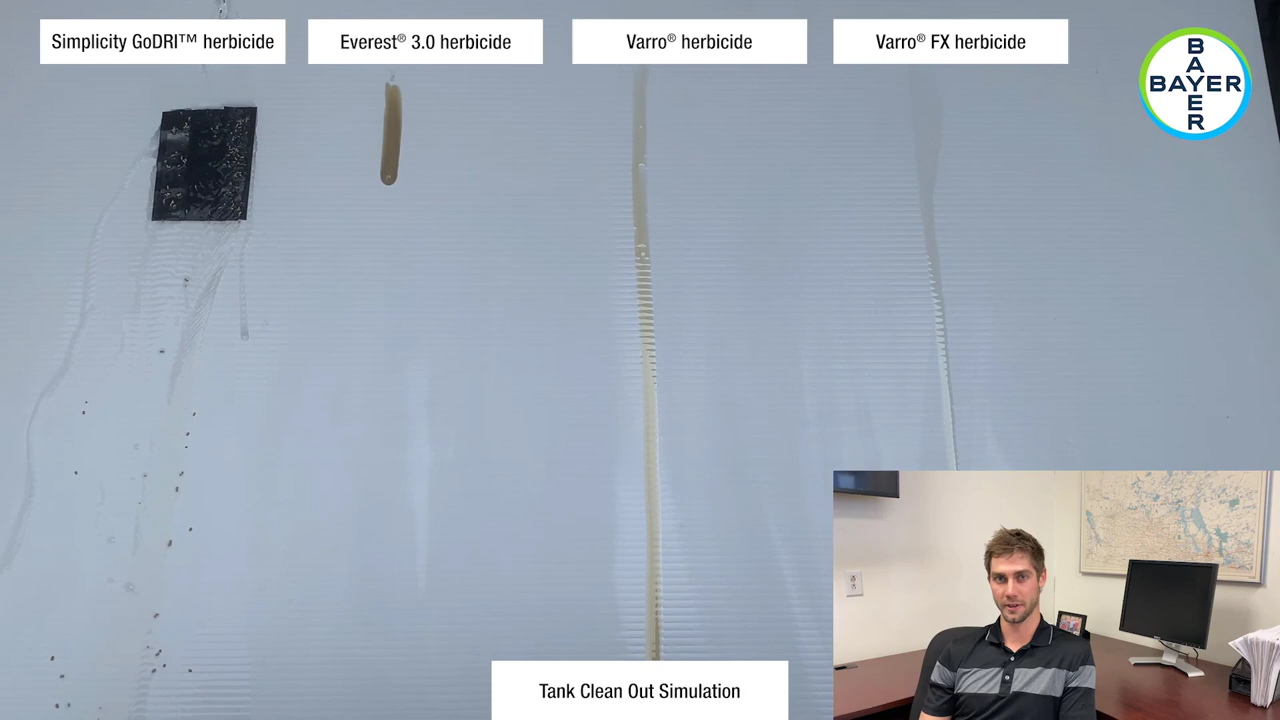 Simplicity GoDRI™ herbicide
Everest® 3.0 herbicide
Varro® herbicide
Varro® FX herbicide
BAYER
BAYER
Tank Clean Out Simulation